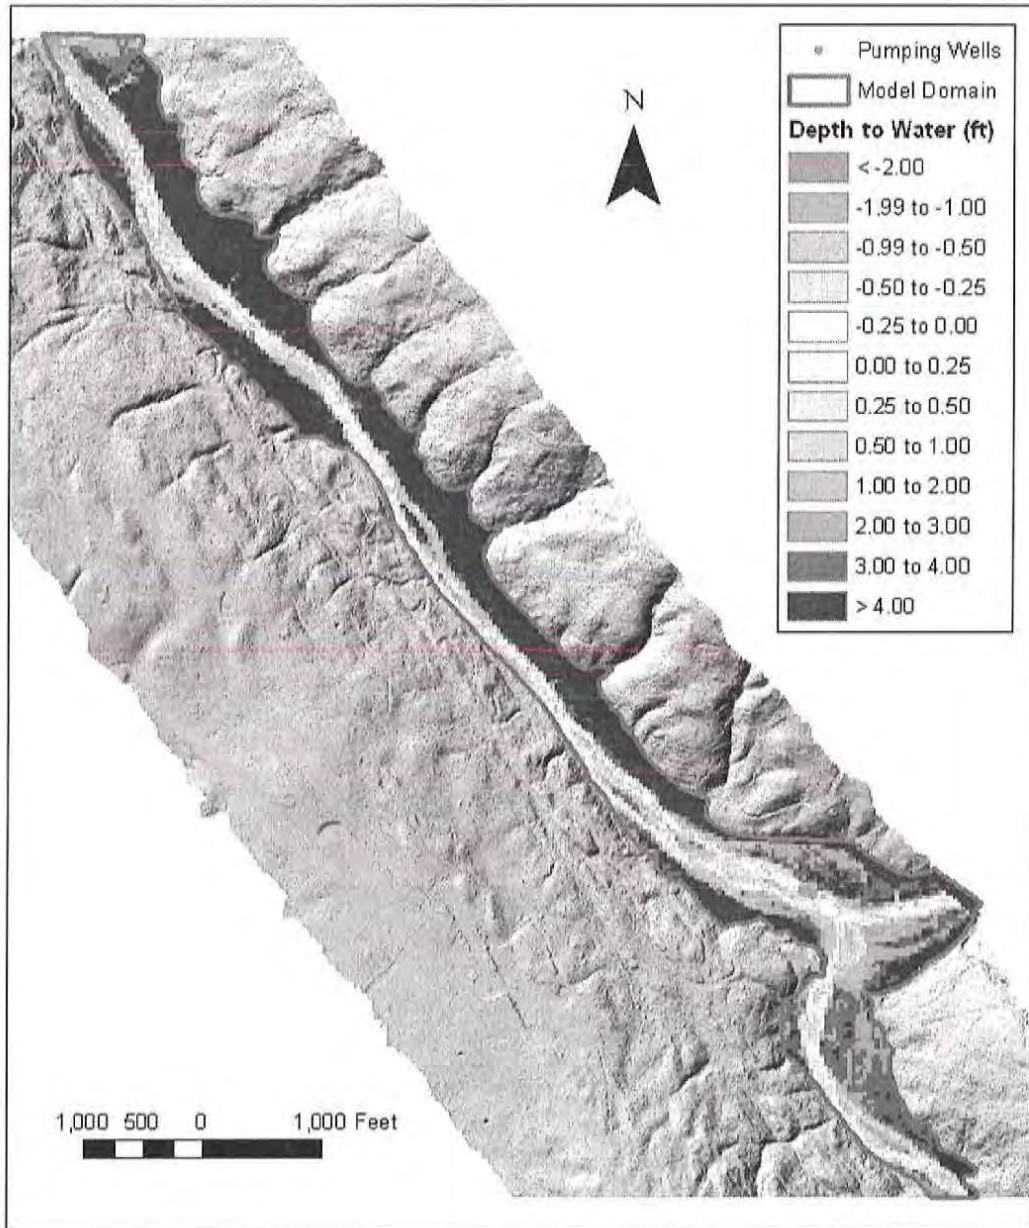 Pumping Wells
Model Domain
Depth to Water (ft)
< -2.00
-1.99 to -1.00
-0.99 to -0.50
-0.50 to -0.25
-0.25 to 0.00
0.00 to 0.25
0.25 to 0.50
0.50 to 1.00
1.00 to 2.00
2.00 to 3.00
3.00 to 4.00
> 4.00
N
1,000 500 0 1,000 Feet